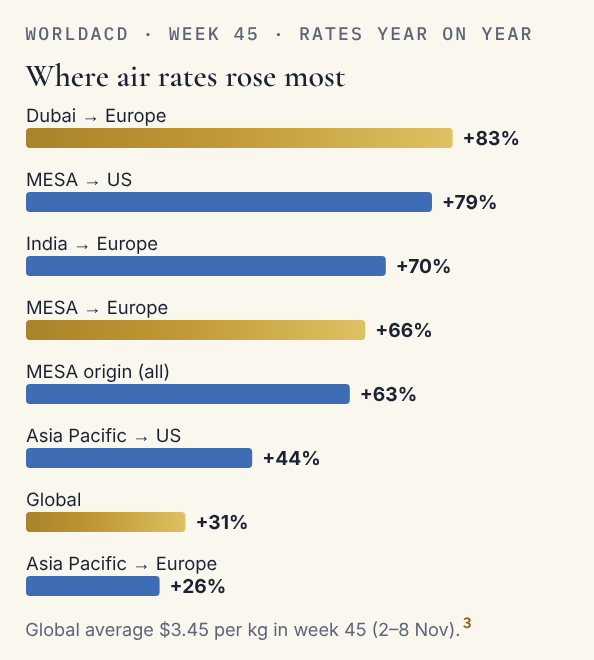 WORLDACD · WEEK 45 · RATES YEAR ON YEAR
Where air rates rose most
Dubai → Europe
+83%
MESA → US
+79%
India → Europe
+70%
MESA → Europe
+66%
MESA origin (all)
+63%
Asia Pacific → US
+44%
Global
+31%
Asia Pacific → Europe
+26%
Global average $3.45 per kg in week 45 (2–8 Nov).³